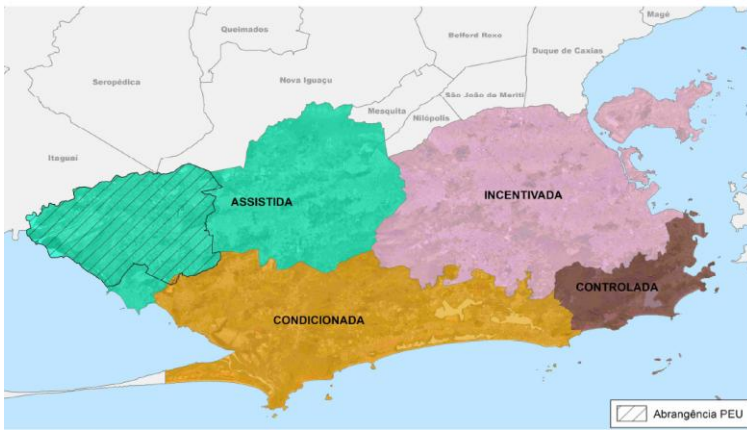 Magé
Queimados
Belford Roxo
Duque de Caxias
Seropédica
Nova Iguaçu
São João de Meriti
Mesquita
Nilópolis
Itaguaí
ASSISTIDA
INCENTIVADA
CONTROLADA
CONDICIONADA
Abrangência PEU